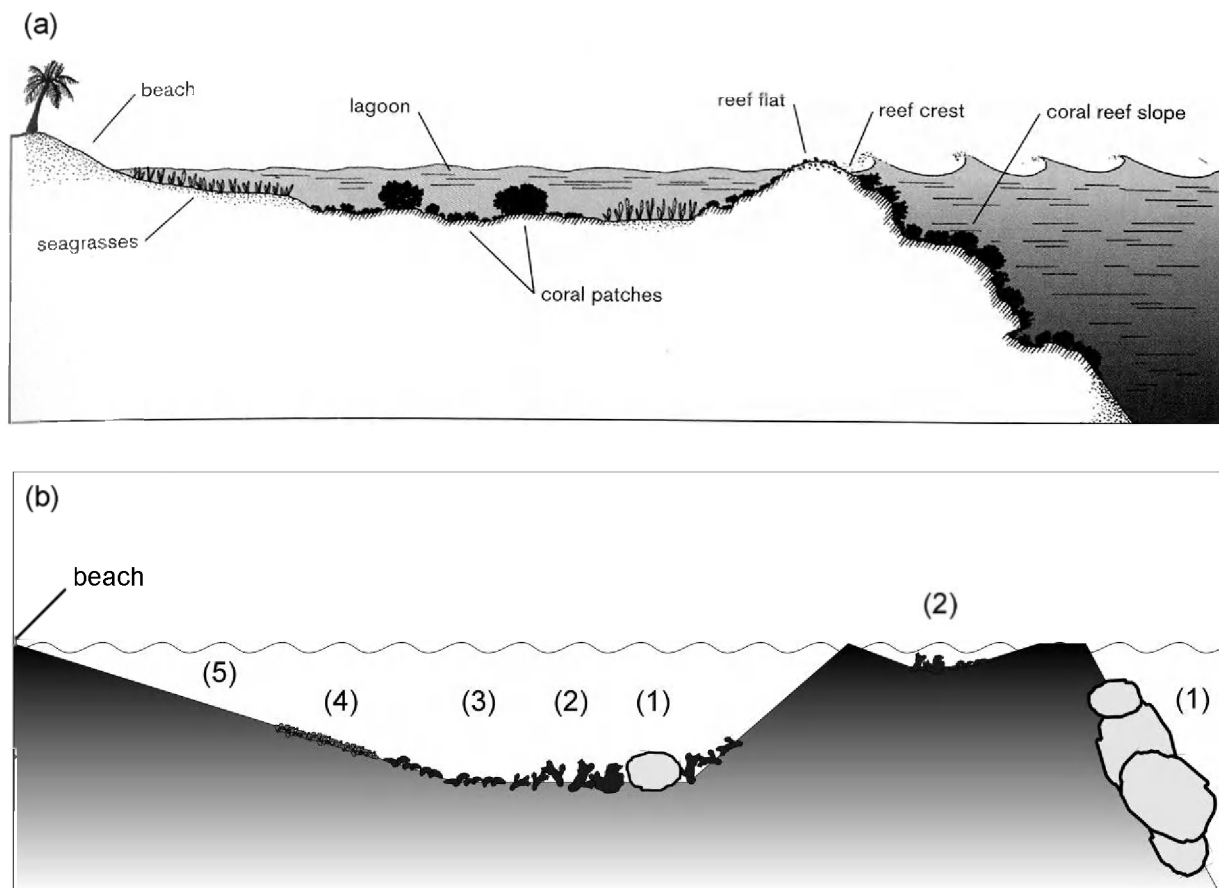 (a)
beach
lagoon
reef flat
reef crest
coral reef slope
seagrasses
coral patches
(b)
beach
(2)
(5)
(4)
(3)
(2)
(1)
(1)